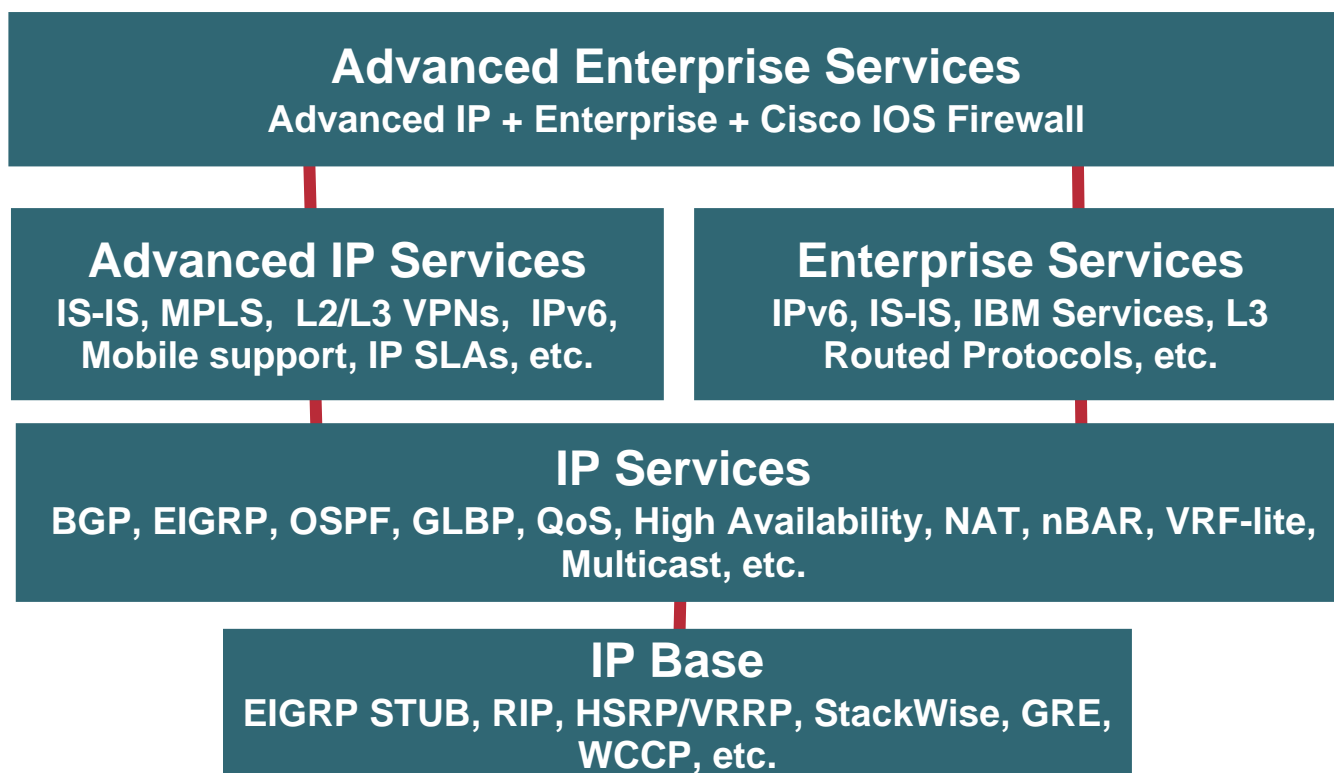 Advanced Enterprise Services
Advanced IP + Enterprise + Cisco IOS Firewall
Advanced IP Services
IS-IS, MPLS, L2/L3 VPNs, IPv6,
Mobile support, IP SLAs, etc.
Enterprise Services
IPv6, IS-IS, IBM Services, L3
Routed Protocols, etc.
IP Services
BGP, EIGRP, OSPF, GLBP, QoS, High Availability, NAT, nBAR, VRF-lite,
Multicast, etc.
IP Base
EIGRP STUB, RIP, HSRP/VRRP, StackWise, GRE,
WCCP, etc.